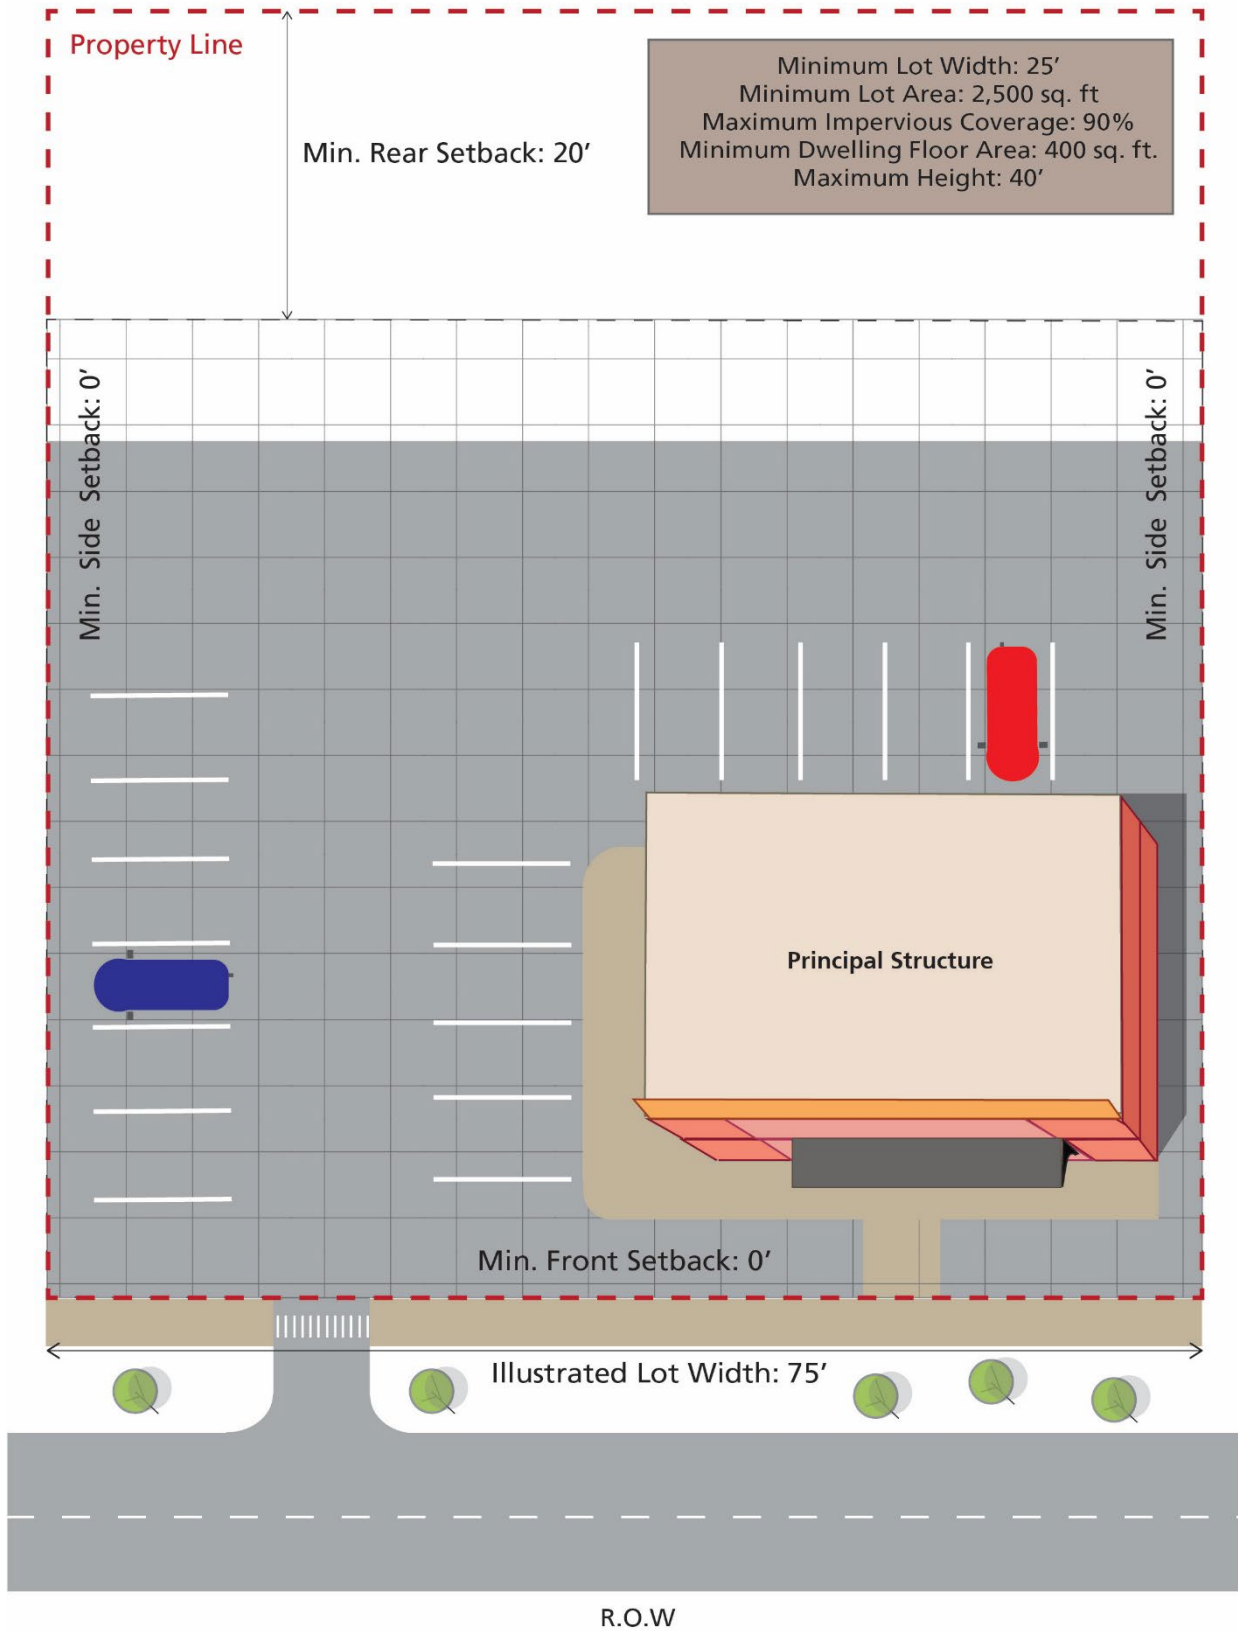 Property Line
Minimum Lot Width: 25’
Minimum Lot Area: 2,500 sq. ft
Maximum Impervious Coverage: 90%
Minimum Dwelling Floor Area: 400 sq. ft.
Maximum Height: 40’
Min. Rear Setback: 20’
Min. Side Setback: 0’
Min. Side Setback: 0’
Principal Structure
Min. Front Setback: 0’
Illustrated Lot Width: 75’
R.O.W